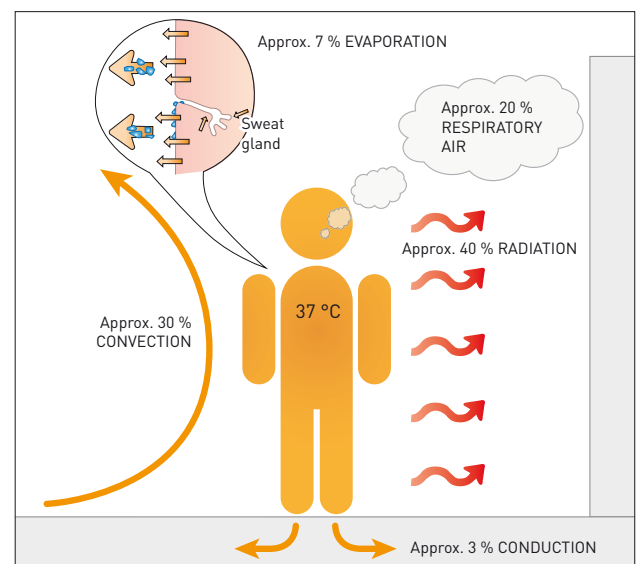 Approx. 7 % EVAPORATION
Sweat
gland
Approx. 20 %
RESPIRATORY
AIR
Approx. 40 % RADIATION
37 °C
Approx. 30 %
CONVECTION
Approx. 3 % CONDUCTION